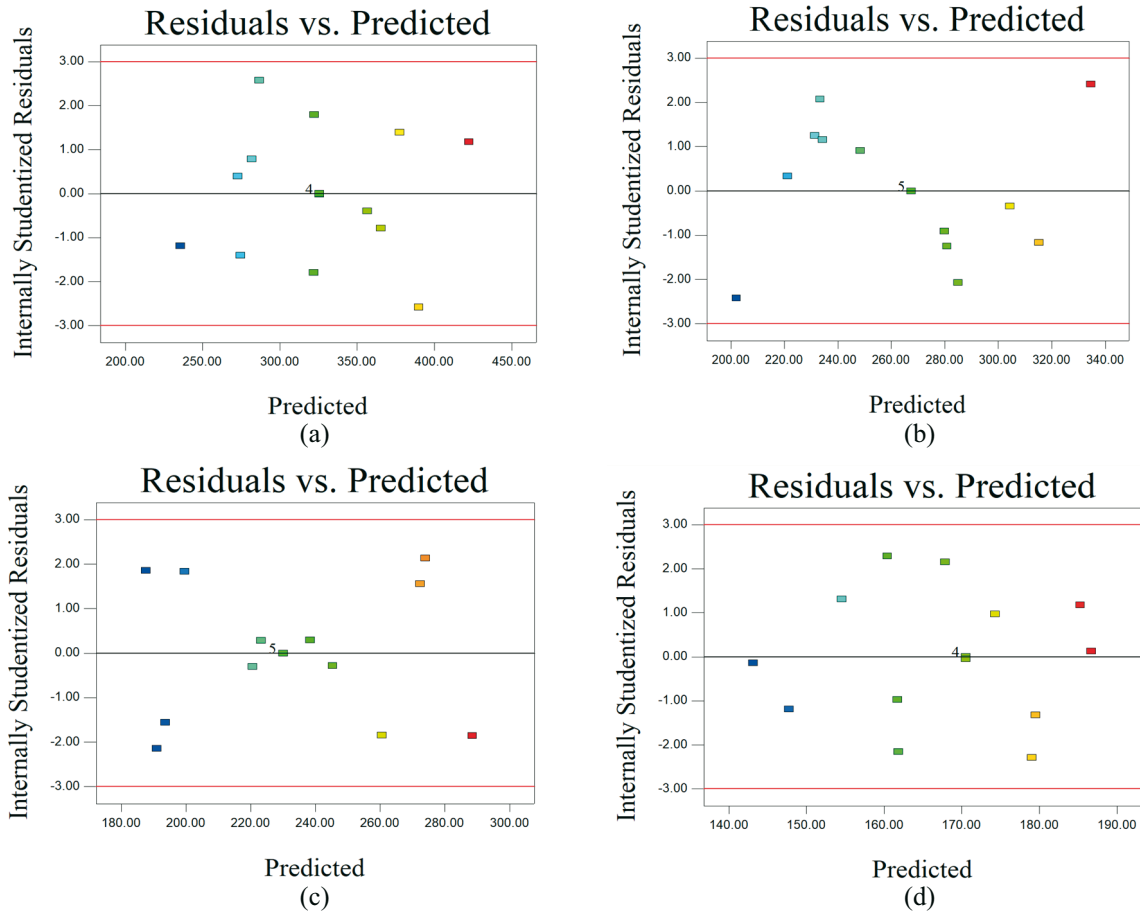 Residuals vs. Predicted
Internally Studentized Residuals
3.00
2.00
1.00
0.00
-1.00
-2.00
-3.00
4
200.00 250.00 300.00 350.00 400.00 450.00
Predicted
(a)
Residuals vs. Predicted
Internally Studentized Residuals
3.00
2.00
1.00
0.00
-1.00
-2.00
-3.00
5
200.00 220.00 240.00 260.00 280.00 300.00 320.00 340.00
Predicted
(b)
Residuals vs. Predicted
Internally Studentized Residuals
3.00
2.00
1.00
0.00
-1.00
-2.00
-3.00
5
180.00 200.00 220.00 240.00 260.00 280.00 300.00
Predicted
(c)
Residuals vs. Predicted
Internally Studentized Residuals
3.00
2.00
1.00
0.00
-1.00
-2.00
-3.00
4
140.00 150.00 160.00 170.00 180.00 190.00
Predicted
(d)